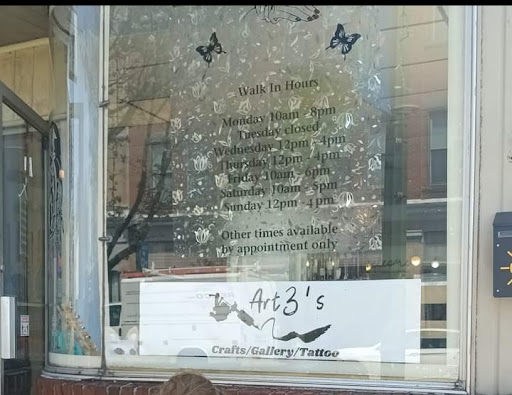 Walk In Hours
Monday 10am - 8pm
Tuesday closed
Wednesday 12pm - 4pm
Thursday 12pm - 4pm
Friday 10am - 6pm
Saturday 10am - 5pm
Sunday 12pm - 4pm
Other times available
by appointment only
Art3's
Crafts/Gallery/Tattoo